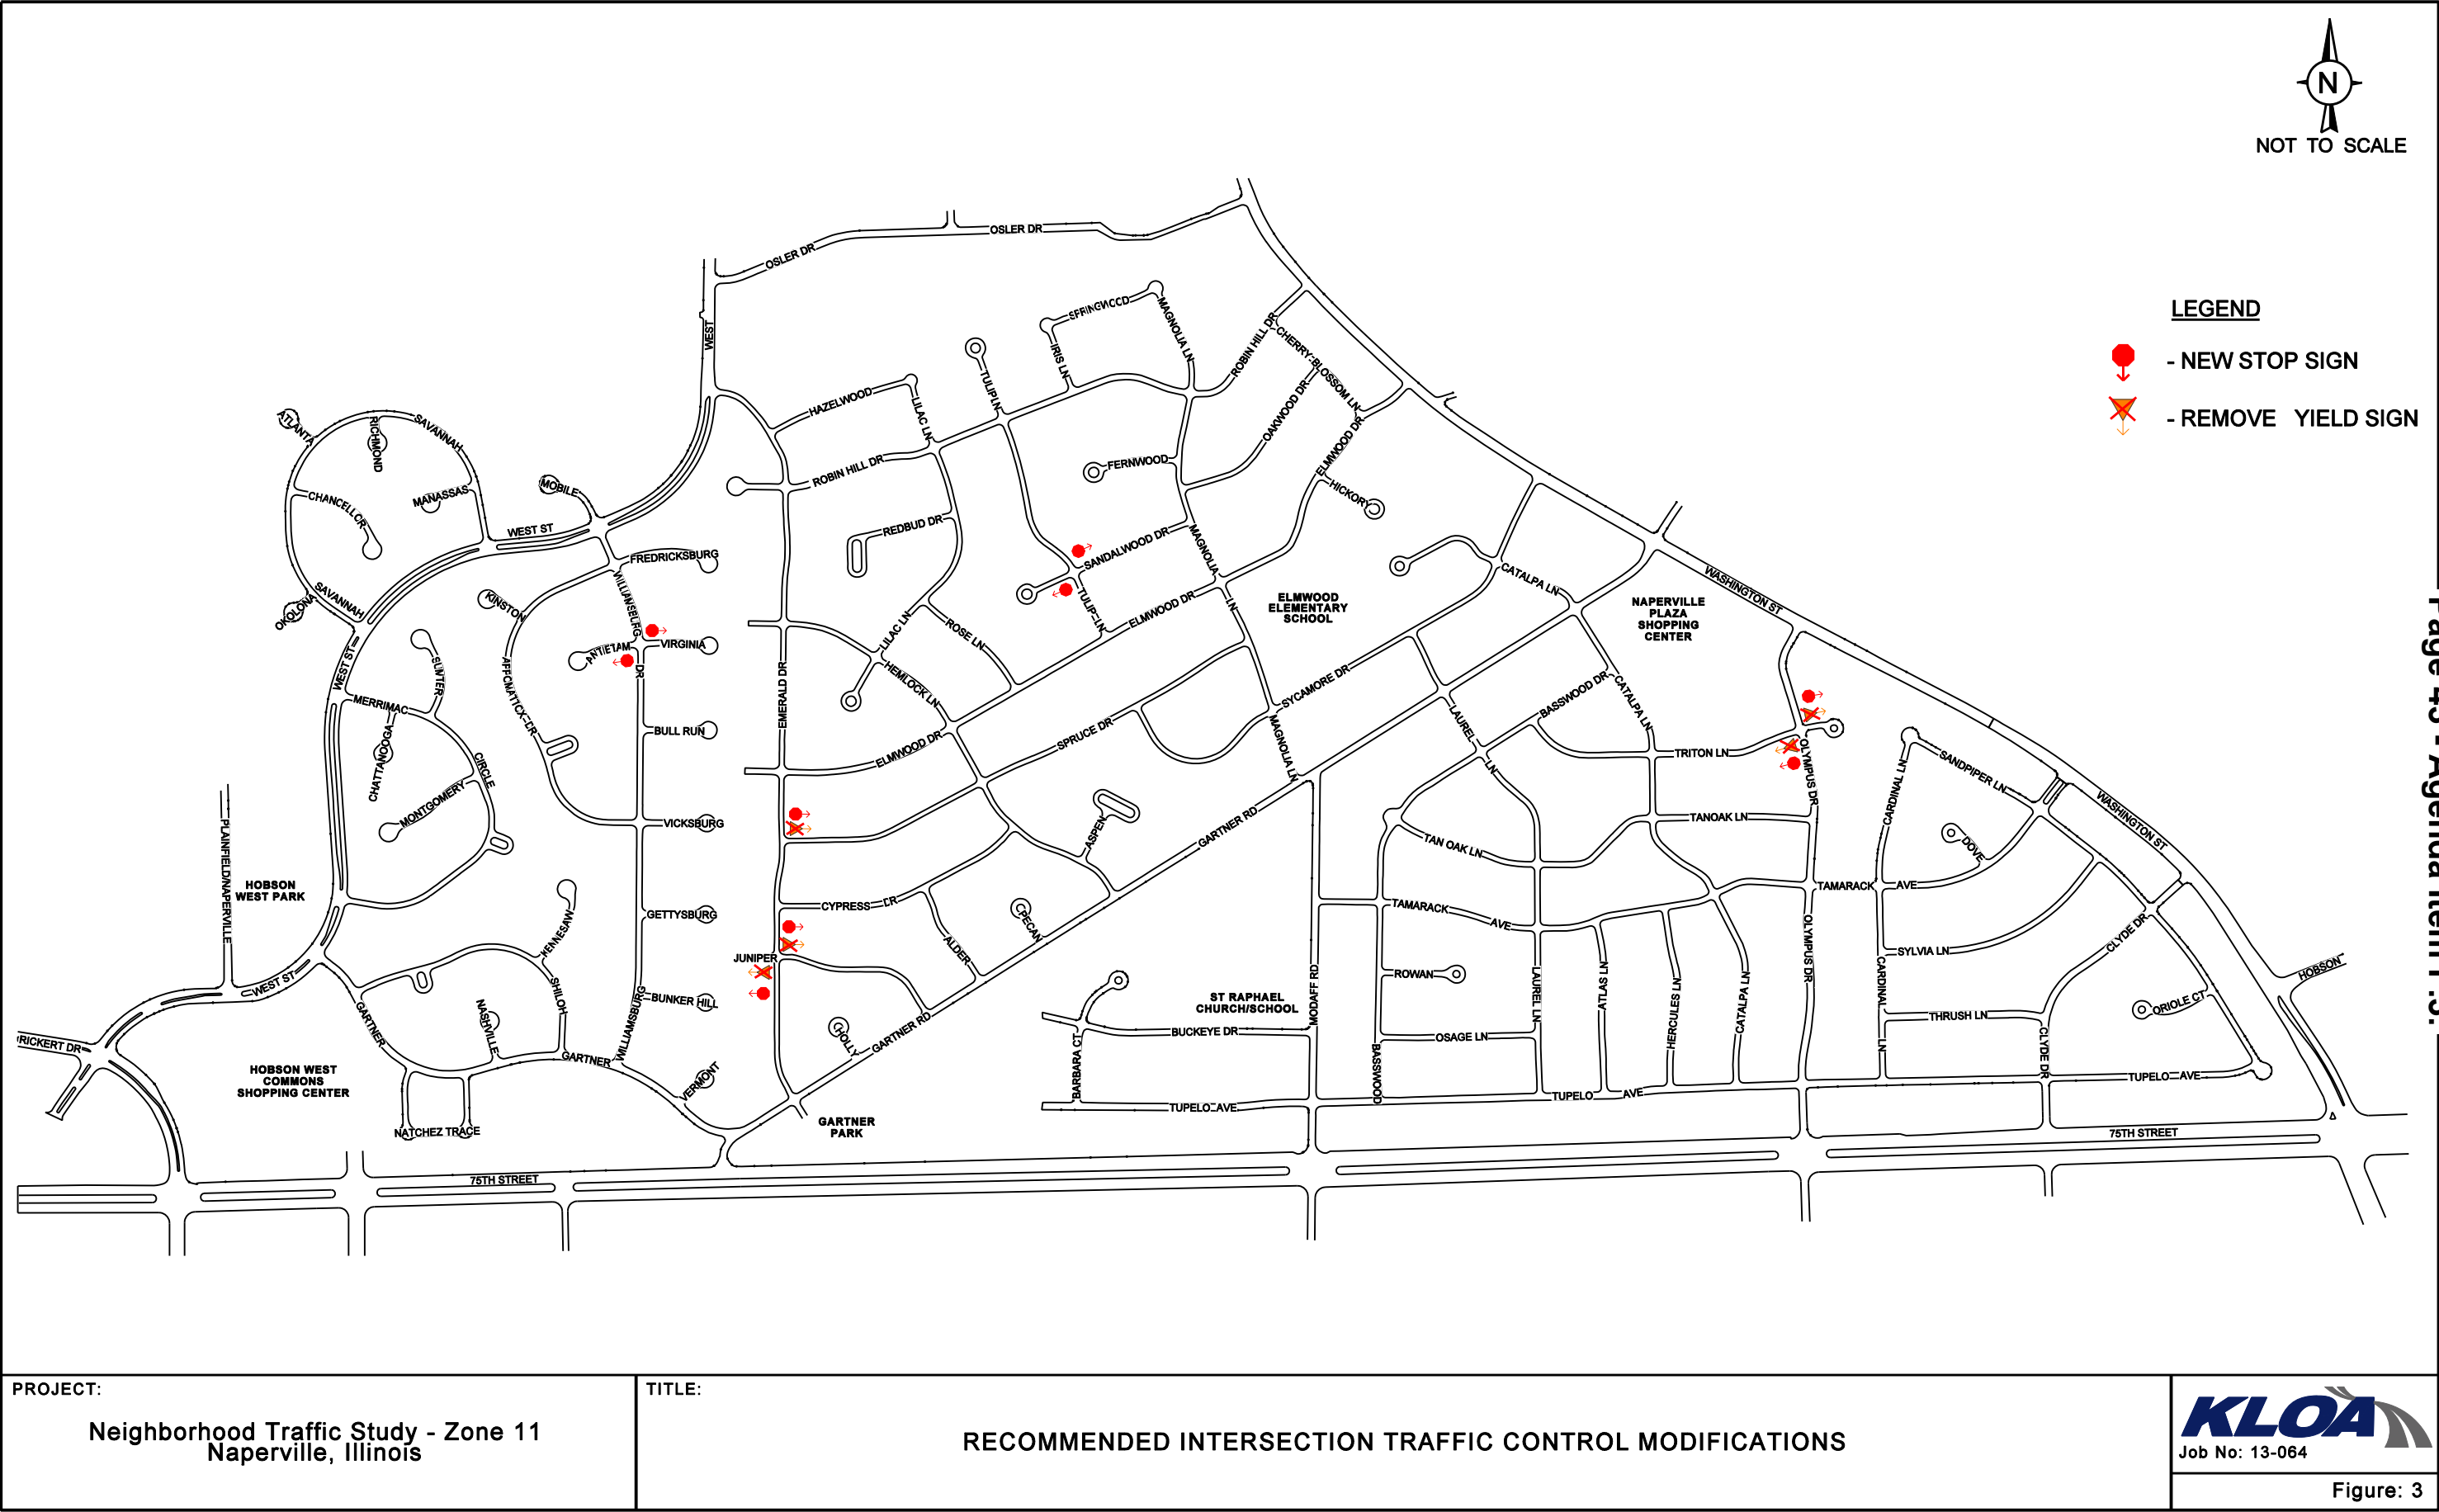 N
NOT TO SCALE
LEGEND
- NEW STOP SIGN
- REMOVE YIELD SIGN
OSLER DR
OSLER DR
WEST
SPRINGWOOD
MAGNOLIA LN
IRIS LN
ROBIN HILL DR
CHERRY BLOSSOM LN
TULIP LN
HAZELWOOD
LILAC LN
OAKWOOD DR
ELMWOOD DR
ROBIN HILL DR
FERNWOOD
HICKORY
ATLANTA
RICHMOND
SAVANNAH
CHANCELLOR
MANASSAS
MOBILE
WEST ST
REDBUD DR
SANDALWOOD DR
MAGNOLIA
LN
FREDRICKSBURG
WILLIAMSBURG
DR
KINSTON
SAVANNAH
OKOLONA
ANTIETAM
VIRGINIA
TULIP LN
ELMWOOD DR
ELMWOOD
ELEMENTARY
SCHOOL
CATALPA LN
WASHINGTON ST
NAPERVILLE
PLAZA
SHOPPING
CENTER
LILAC LN
ROSE LN
HEMLOCK LN
WEST ST
SUMTER
MERRIMAC
CIRCLE
CHATTANOOGA
MONTGOMERY
APPOMATTOX CR
BULL RUN
EMERALD DR
ELMWOOD DR
SPRUCE DR
SYCAMORE DR
MAGNOLIA LN
LAUREL
LN
BASSWOOD DR
CATALPA LN
TRITON LN
OLYMPUS DR
CARDINAL LN
SANDPIPER LN
WASHINGTON ST
DOVE
PLAINFIELD/NAPERVILLE
HOBSON
WEST PARK
VICKSBURG
ASPEN
GARTNER RD
TAN OAK LN
TANOAK LN
TAMARACK
AVE
GETTYSBURG
CYPRESS DR
PECAN
ALDER
TAMARACK
AVE
OLYMPUS DR
CLYDE DR
SYLVIA LN
HOBSON
KENNESAW
JUNIPER
WEST ST
GARTNER
NASHVILLE
SHILOH
WILLIAMSBURG
BUNKER HILL
ST RAPHAEL
CHURCH/SCHOOL
MODAFF RD
ROWAN
LAUREL LN
ATLAS LN
HERCULES LN
CATALPA LN
CARDINAL
LN
ORIOLE CT
THRUSH LN
RICKERT DR
HOLLY
GARTNER RD
BUCKEYE DR
BARBARA CT
OSAGE LN
BASSWOOD
CLYDE DR
GARTNER
VERMONT
HOBSON WEST
COMMONS
SHOPPING CENTER
NATCHEZ TRACE
GARTNER
PARK
TUPELO AVE
TUPELO
AVE
TUPELO AVE
75TH STREET
75TH STREET
Agenda Item I.3.
PROJECT:
Neighborhood Traffic Study - Zone 11
Naperville, Illinois
TITLE:
RECOMMENDED INTERSECTION TRAFFIC CONTROL MODIFICATIONS
KLOA
Job No: 13-064
Figure: 3